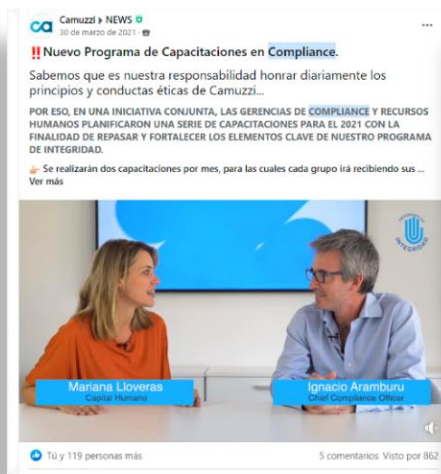 Camuzzi ▸ NEWS
30 de marzo de 2021 ·
‼Nuevo Programa de Capacitaciones en Compliance.
Sabemos que es nuestra responsabilidad honrar diariamente los
principios y conductas éticas de Camuzzi...
POR ESO, EN UNA INICIATIVA CONJUNTA, LAS GERENCIAS DE COMPLIANCE Y RECURSOS
HUMANOS PLANIFICARON UNA SERIE DE CAPACITACIONES PARA EL 2021 CON LA
FINALIDAD DE REPASAR Y FORTALECER LOS ELEMENTOS CLAVE DE NUESTRO PROGRAMA
DE INTEGRIDAD.
👉 Se realizarán dos capacitaciones por mes, para las cuales cada grupo irá recibiendo sus ...
Ver más
INTEGRIDAD
Mariana Lloveras
Capital Humano
Ignacio Aramburu
Chief Compliance Officer
Tú y 119 personas más
5 comentarios Visto por 862